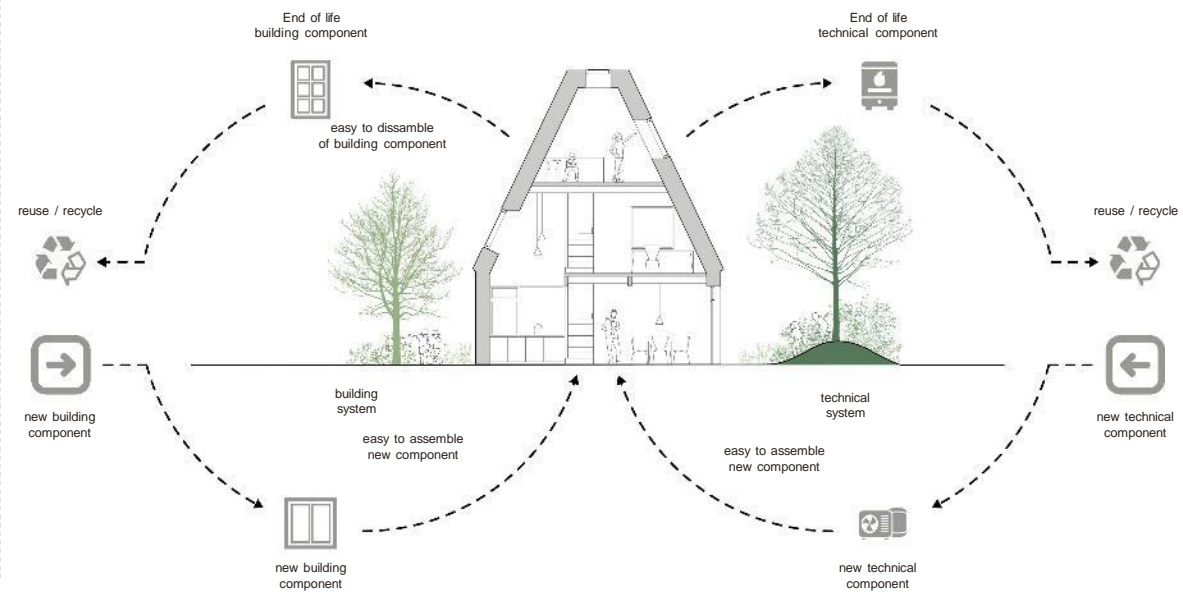 End of life
building component
End of life
technical component
easy to dissamble
of building component
reuse / recycle
reuse / recycle
building
system
technical
system
new building
component
new technical
component
easy to assemble
new component
easy to assemble
new component
new building
component
new technical
component